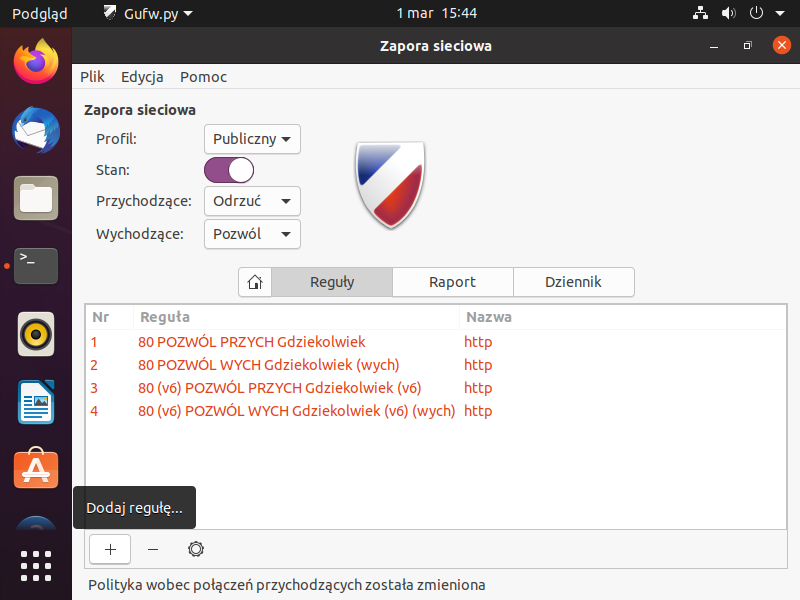 Podgląd Gufw.py 1 mar 15:44
Zapora sieciowa
Plik Edycja Pomoc
Zapora sieciowa
Profil: Publiczny
Stan:
Przychodzące: Odrzuć
Wychodzące: Pozwól
Reguły Raport Dziennik
Nr Reguła Nazwa
1 80 POZWÓL PRZYCH Gdziekolwiek http
2 80 POZWÓL WYCH Gdziekolwiek (wych) http
3 80 (v6) POZWÓL PRZYCH Gdziekolwiek (v6) http
4 80 (v6) POZWÓL WYCH Gdziekolwiek (v6) (wych) http
Dodaj regułę...
Polityka wobec połączeń przychodzących została zmieniona